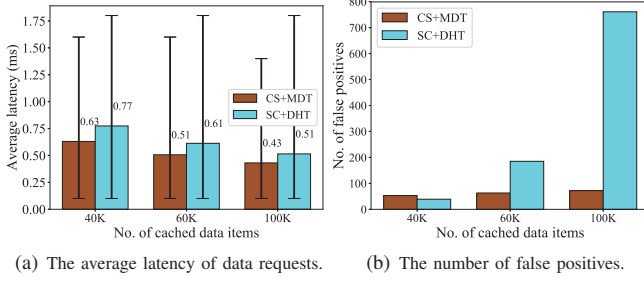 1.75
1.50
1.25
1.00
0.75
0.50
0.25
0.00
Average latency (ms)
CS+MDT
SC+DHT
0.63
0.77
0.51
0.61
0.43
0.51
40K
60K
100K
No. of cached data items
(a) The average latency of data requests.
800
700
600
500
400
300
200
100
0
No. of false positives
CS+MDT
SC+DHT
40K
60K
100K
No. of cached data items
(b) The number of false positives.